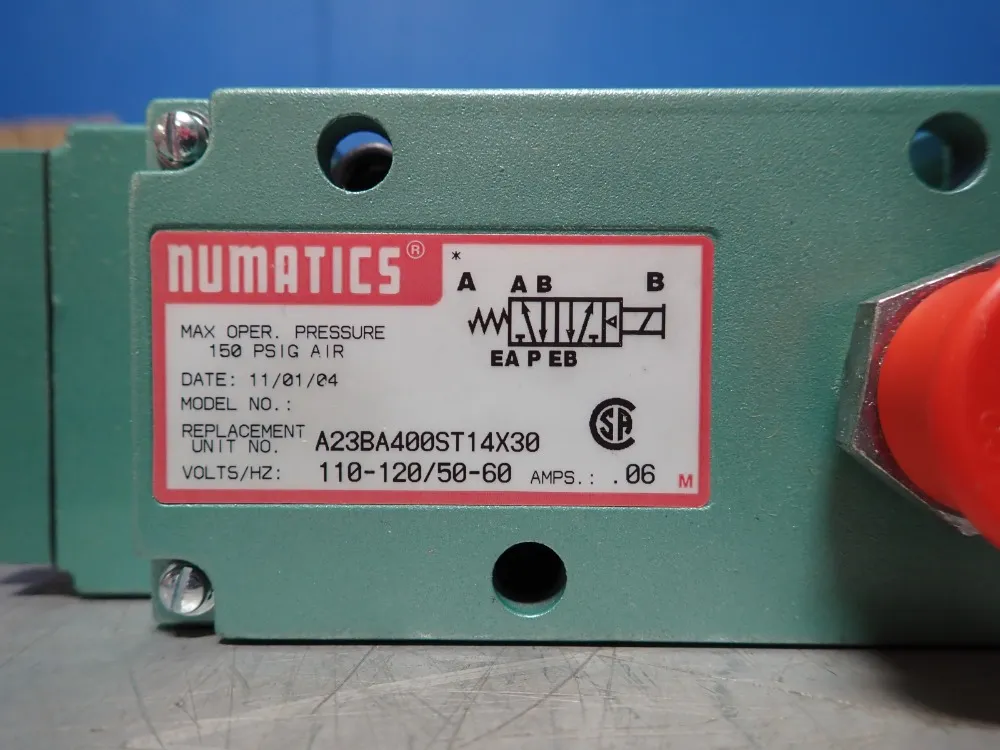 NUMATICS®
*
A A B B
EA P EB
MAX OPER. PRESSURE
150 PSIG AIR
DATE: 11/01/04
MODEL NO.:
REPLACEMENT
UNIT NO. A23BA400ST14X30
VOLTS/HZ: 110-120/50-60 AMPS.: .06 M
SA